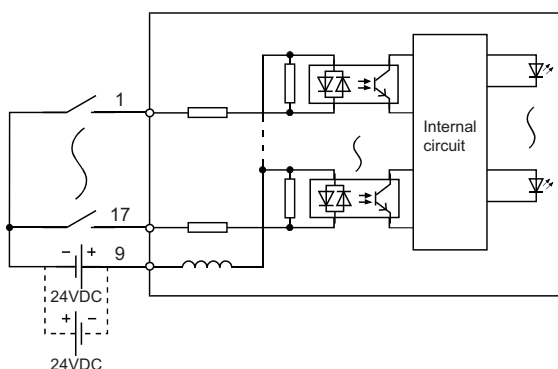 1
Internal
circuit
17
− + 9
24VDC
+ −
24VDC